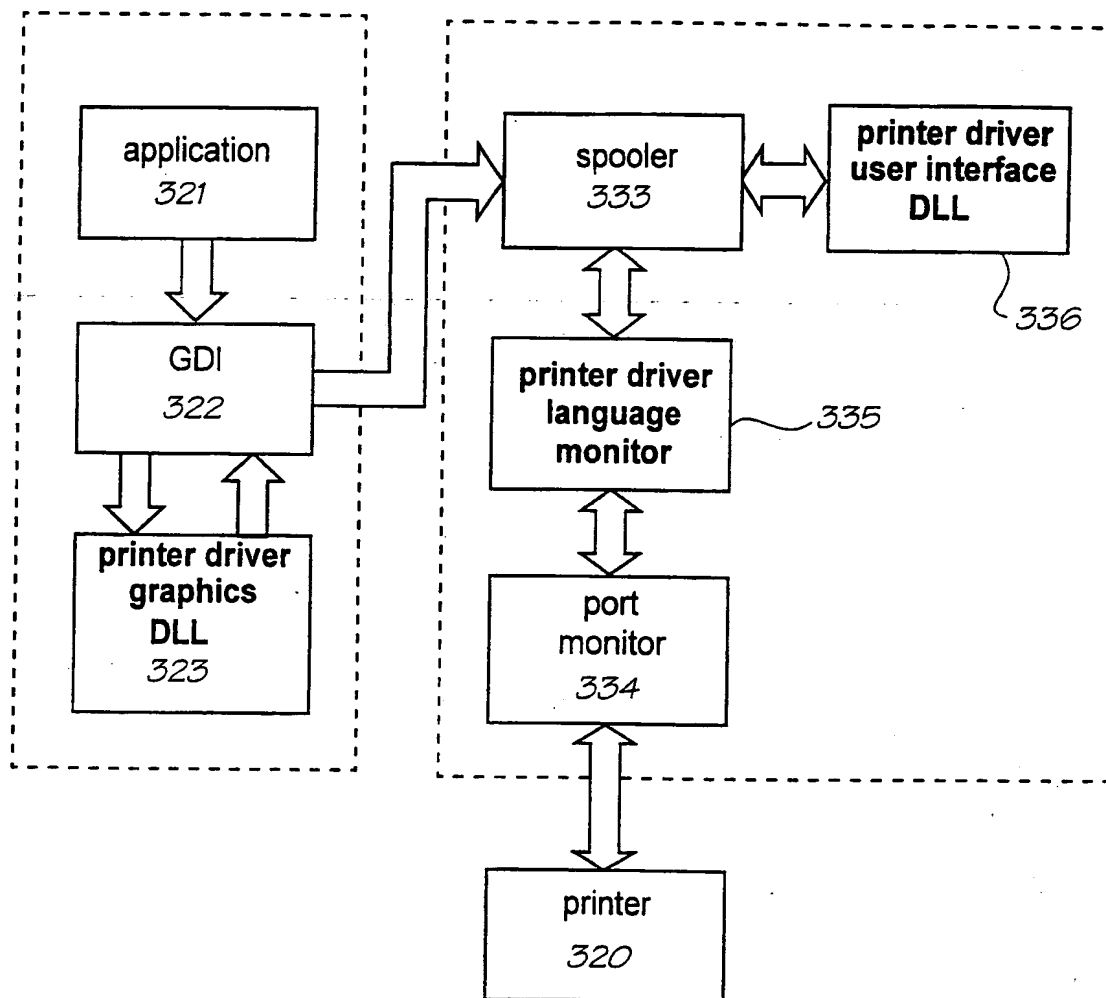 application
321
GDI
322
printer driver
graphics
DLL
323
spooler
333
printer driver
user interface
DLL
336
printer driver
language
monitor
335
port
monitor
334
printer
320